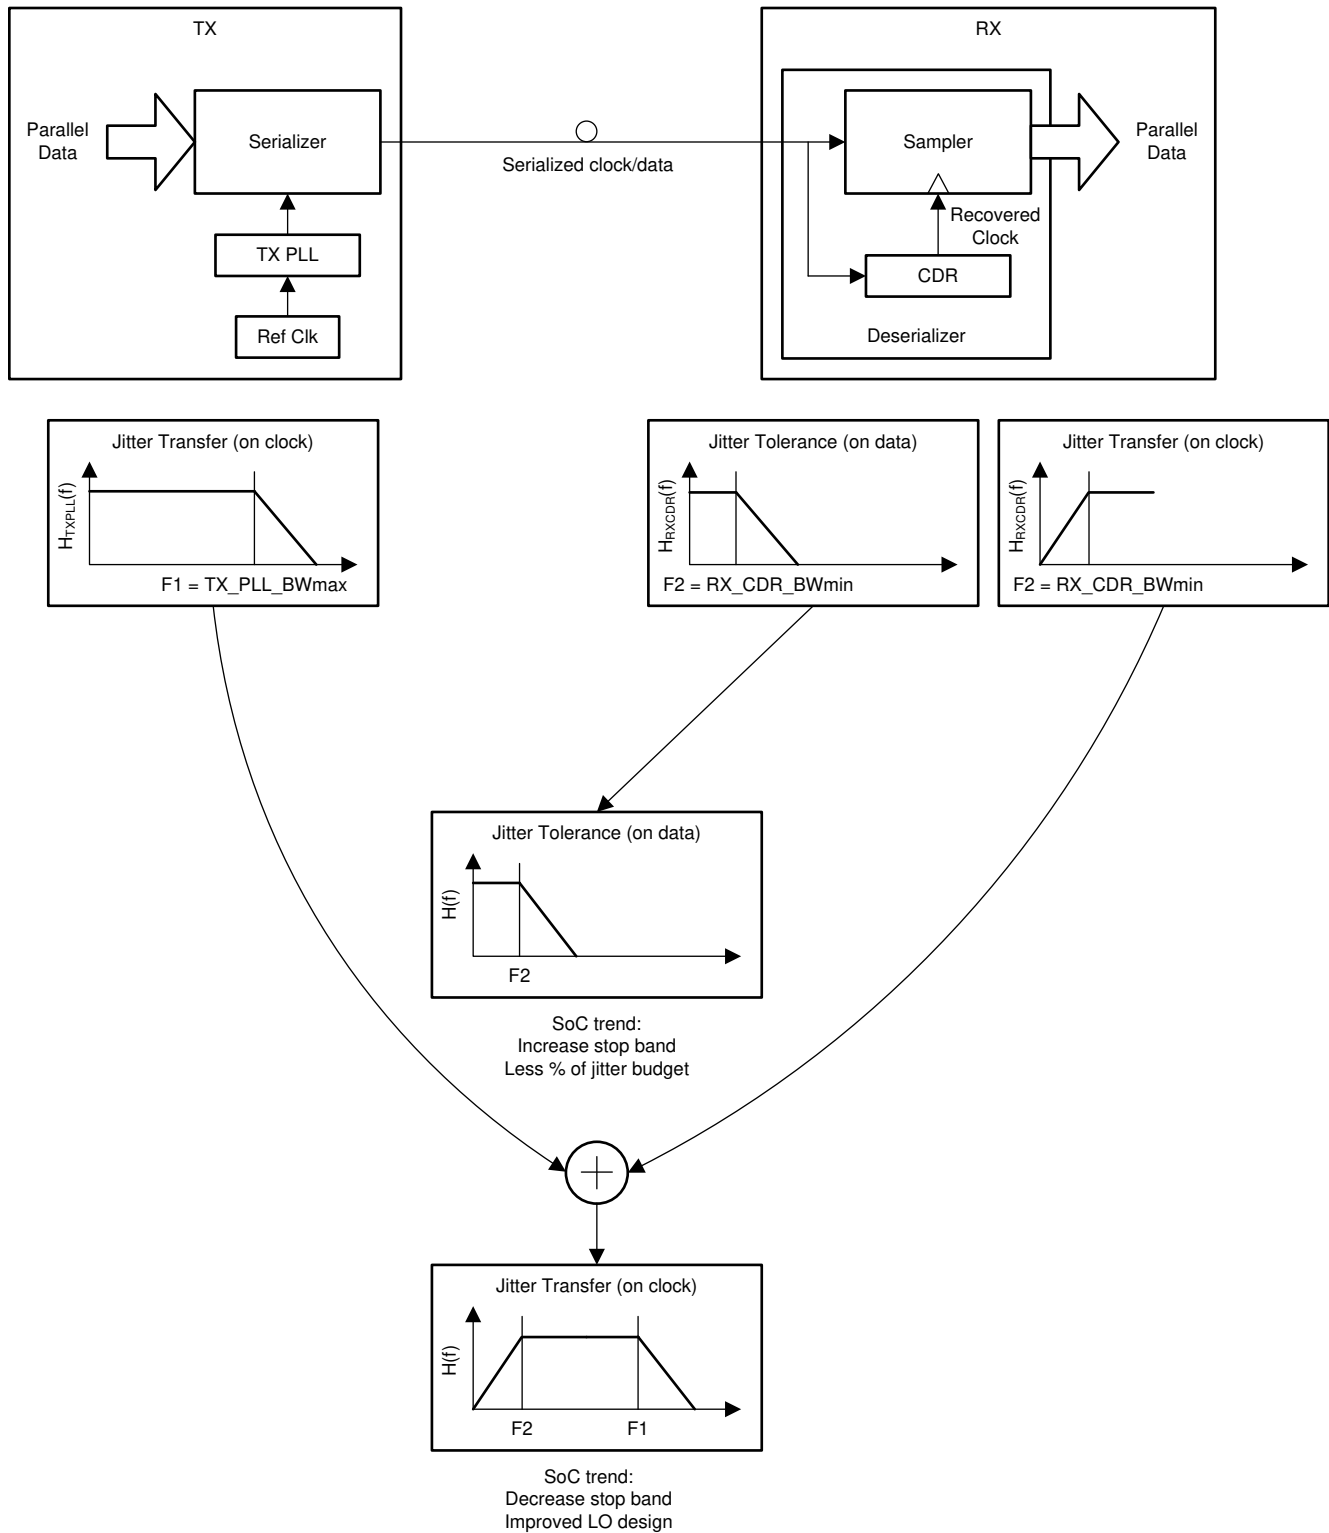 TX
Parallel
Data
Serializer
TX PLL
Ref Clk
Serialized clock/data
RX
Sampler
Recovered
Clock
CDR
Deserializer
Parallel
Data
Jitter Transfer (on clock)
HTXPLL(f)
F1 = TX_PLL_BWmax
Jitter Tolerance (on data)
HRXCDR(f)
F2 = RX_CDR_BWmin
Jitter Transfer (on clock)
HRXCDR(f)
F2 = RX_CDR_BWmin
Jitter Tolerance (on data)
H(f)
F2
SoC trend:
Increase stop band
Less % of jitter budget
Jitter Transfer (on clock)
H(f)
F2
F1
SoC trend:
Decrease stop band
Improved LO design